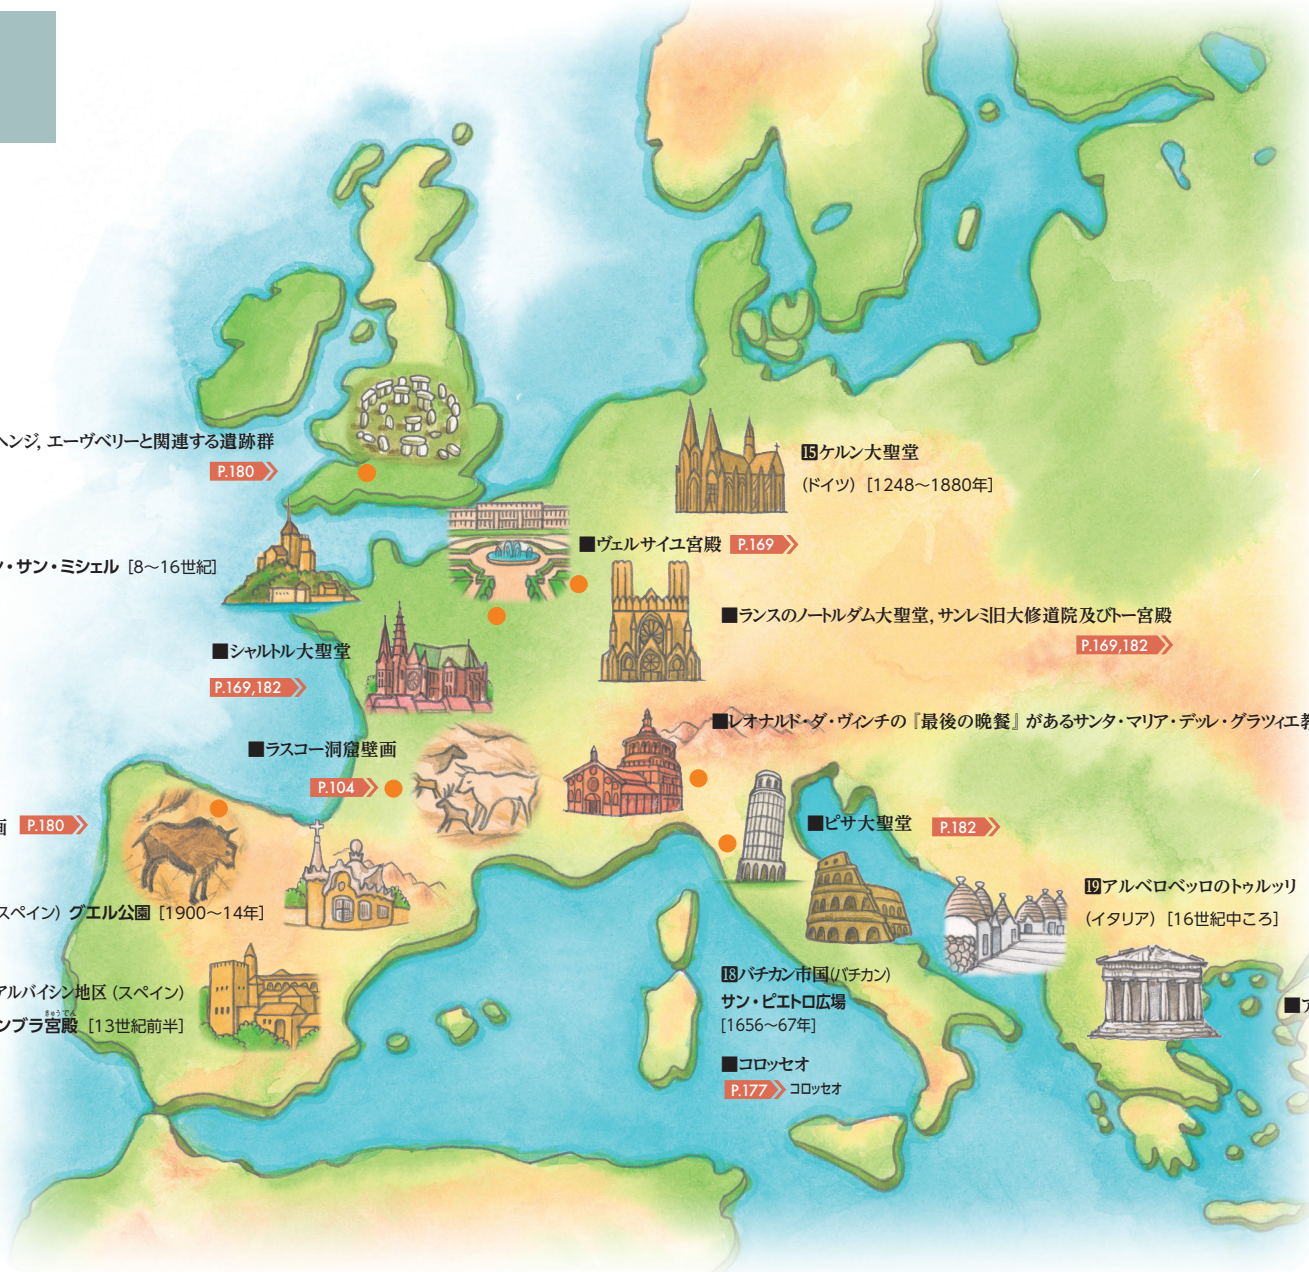 ヘンジ, エーヴベリーと関連する遺跡群
P.180
15ケルン大聖堂
(ドイツ) [1248〜1880年]
■ヴェルサイユ宮殿 P.169
ン・サン・ミシェル [8〜16世紀]
■ランスのノートルダム大聖堂, サンレミ旧大修道院及びトー宮殿
P.169,182
■シャルトル大聖堂
P.169,182
■レオナルド・ダ・ヴィンチの『最後の晩餐』があるサンタ・マリア・デッレ・グラツィエ教
■ラスコー洞窟壁画
P.104
画 P.180
■ピサ大聖堂 P.182
スペイン) グエル公園 [1900〜14年]
19アルベロベッロのトゥルッリ
(イタリア) [16世紀中ころ]
アルバイシン地区 (スペイン)
ンブラ宮殿 [13世紀前半]
きゅうでん
18バチカン市国(バチカン)
サン・ピエトロ広場
[1656〜67年]
■コロッセオ
P.177 コロッセオ
■ア